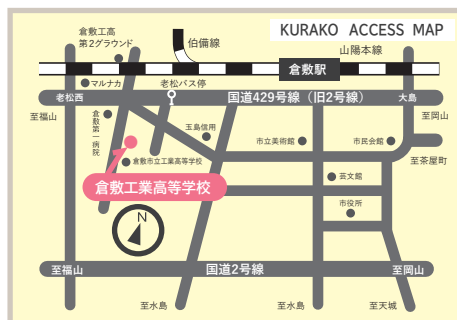 KURAKO ACCESS MAP
倉敷工高
第2グラウンド
伯備線
山陽本線
倉敷駅
マルナカ
老松バス停
老松西
国道429号線（旧2号線）
大島
至福山
至岡山
倉敷第一病院
玉島信用
市立美術館
市民会館
至茶屋町
倉敷市立工業高等学校
倉敷工業高等学校
芸文館
市役所
N
至福山
国道2号線
至岡山
至水島
至水島
至天城